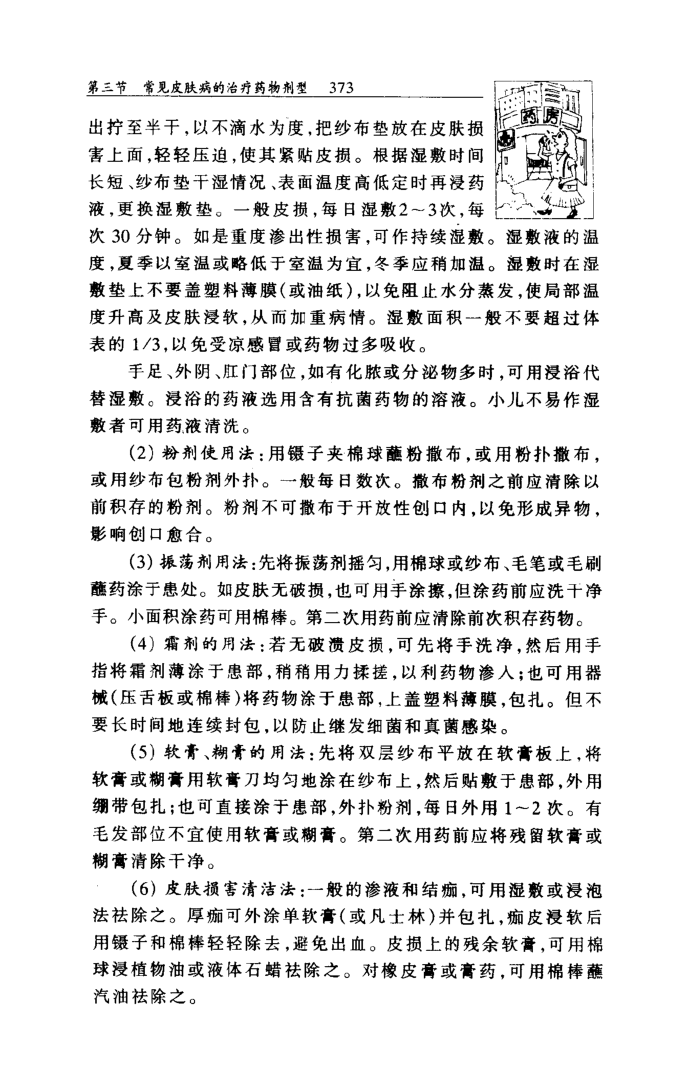 第三节 常见皮肤病的治疗药物剂型 373
药房
出拧至半干,以不滴水为度,把纱布垫放在皮肤损
害上面,轻轻压迫,使其紧贴皮损。根据湿敷时间
长短、纱布垫干湿情况、表面温度高低定时再浸药
液,更换湿敷垫。一般皮损,每日湿敷2~3次,每
次 30 分钟。如是重度渗出性损害,可作持续湿敷。湿敷液的温
度,夏季以室温或略低于室温为宜,冬季应稍加温。湿敷时在湿
敷垫上不要盖塑料薄膜(或油纸),以免阻止水分蒸发,使局部温
度升高及皮肤浸软,从而加重病情。湿敷面积一般不要超过体
表的 1/3,以免受凉感冒或药物过多吸收。
手足、外阴、肛门部位,如有化脓或分泌物多时,可用浸浴代
替湿敷。浸浴的药液选用含有抗菌药物的溶液。小儿不易作湿
敷者可用药液清洗。
(2) 粉剂使用法:用镊子夹棉球蘸粉撒布,或用粉扑撒布,
或用纱布包粉剂外扑。一般每日数次。撒布粉剂之前应清除以
前积存的粉剂。粉剂不可撒布于开放性创口内,以免形成异物,
影响创口愈合。
(3) 振荡剂用法:先将振荡剂摇匀,用棉球或纱布、毛笔或毛刷
蘸药涂于患处。如皮肤无破损,也可用手涂擦,但涂药前应洗干净
手。小面积涂药可用棉棒。第二次用药前应清除前次积存药物。
(4) 霜剂的用法:若无破溃皮损,可先将手洗净,然后用手
指将霜剂薄涂于患部,稍稍用力揉搓,以利药物渗人;也可用器
械(压舌板或棉棒)将药物涂于患部,上盖塑料薄膜,包扎。但不
要长时间地连续封包,以防止继发细菌和真菌感染。
(5) 软膏、糊膏的用法:先将双层纱布平放在软膏板上,将
软膏或糊膏用软膏刀均匀地涂在纱布上,然后贴敷于患部,外用
绷带包扎;也可直接涂于患部,外扑粉剂,每日外用 1~2 次。有
毛发部位不宜使用软膏或糊膏。第二次用药前应将残留软膏或
糊膏清除干净。
(6) 皮肤损害清洁法:一般的渗液和结痂,可用湿敷或浸泡
法祛除之。厚痂可外涂单软膏(或凡士林)并包扎,痂皮浸软后
用镊子和棉棒轻轻除去,避免出血。皮损上的残余软膏,可用棉
球浸植物油或液体石蜡祛除之。对橡皮膏或膏药,可用棉棒蘸
汽油祛除之。